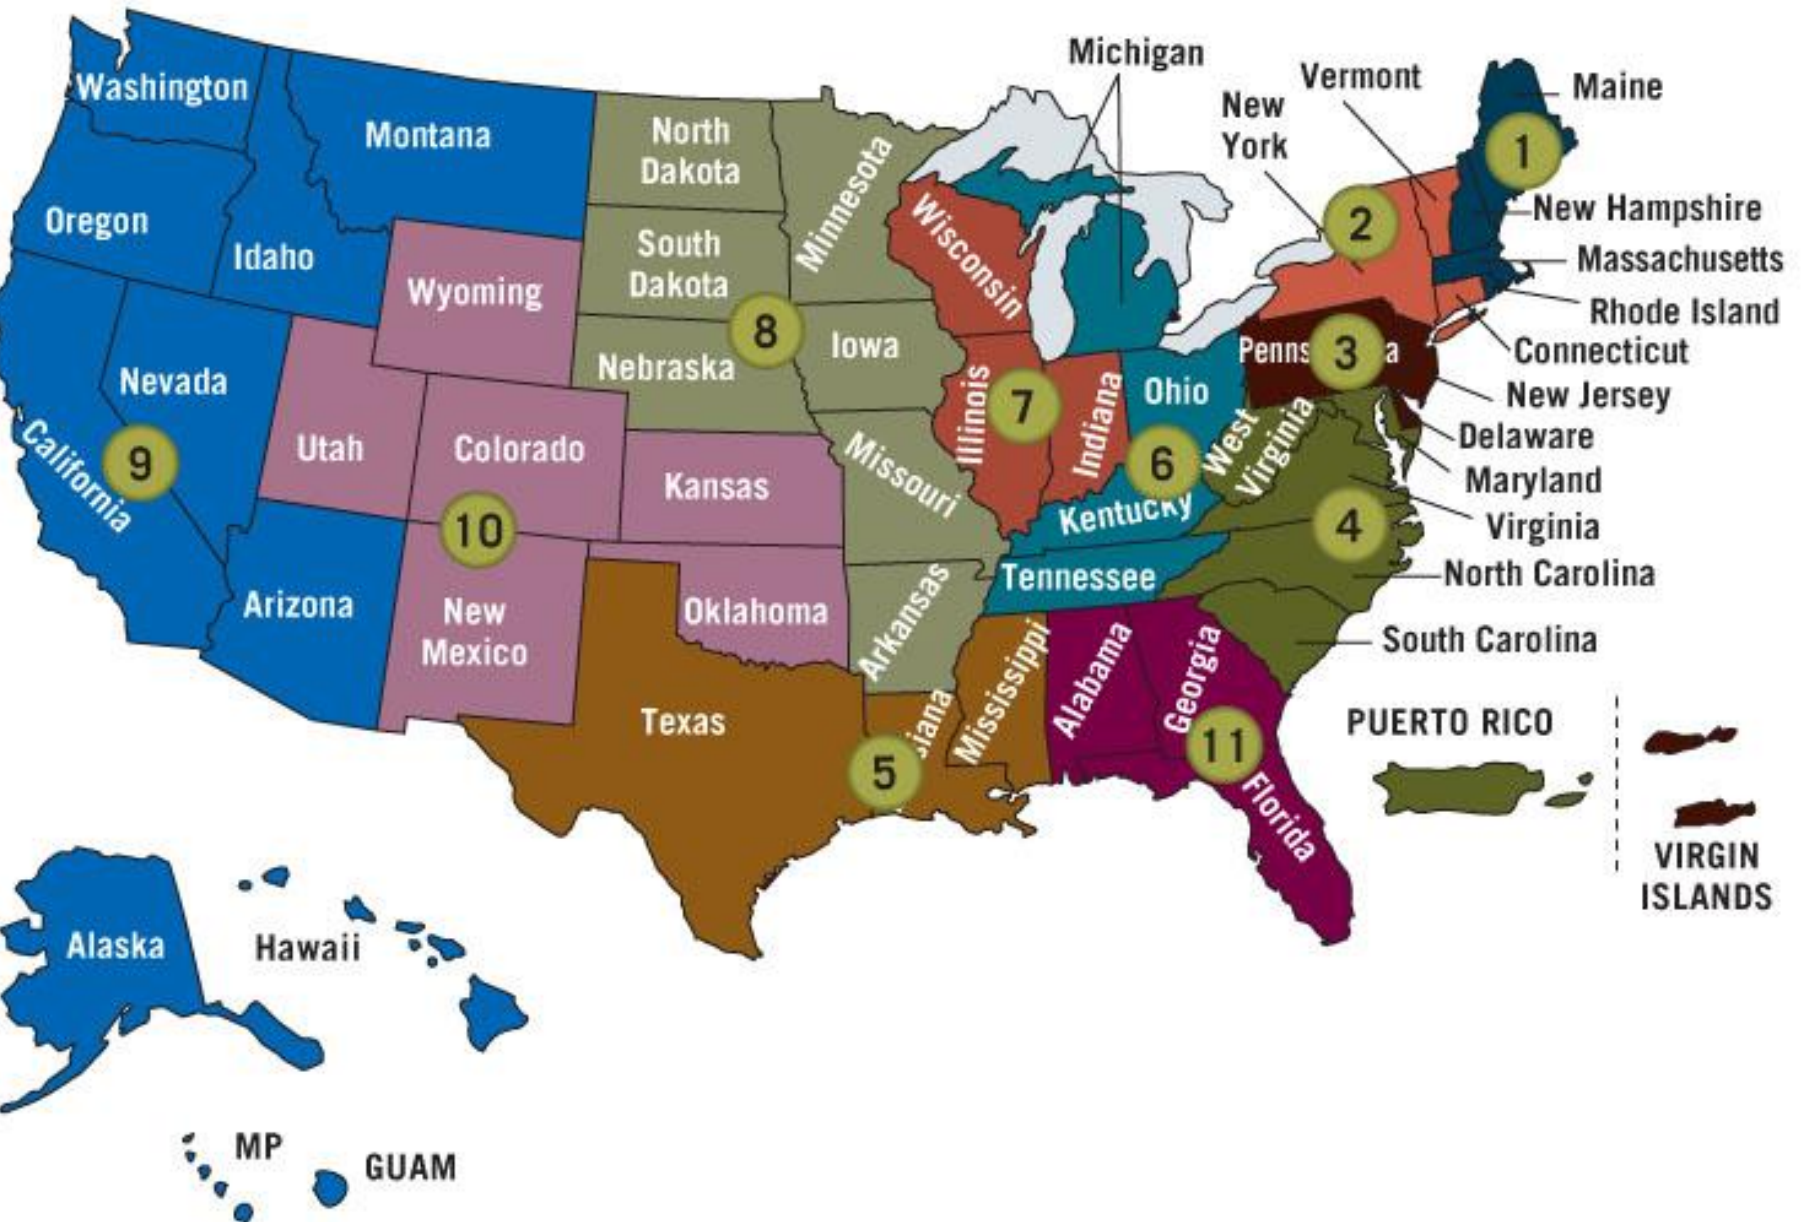 Washington
Montana
Oregon
Idaho
Wyoming
Nevada
Utah
Colorado
California
9
10
Arizona
New
Mexico
North
Dakota
South
Dakota
8
Nebraska
Kansas
Oklahoma
Texas
Minnesota
Iowa
Missouri
Arkansas
5
siana
Mississippi
Wisconsin
Illinois
7
Indiana
Michigan
Ohio
6
Kentucky
Tennessee
Alabama
Georgia
11
Florida
West
Virginia
Penns
3
a
New
York
Vermont
2
1
4
Maine
New Hampshire
Massachusetts
Rhode Island
Connecticut
New Jersey
Delaware
Maryland
Virginia
North Carolina
South Carolina
PUERTO RICO
VIRGIN
ISLANDS
Alaska
Hawaii
MP
GUAM